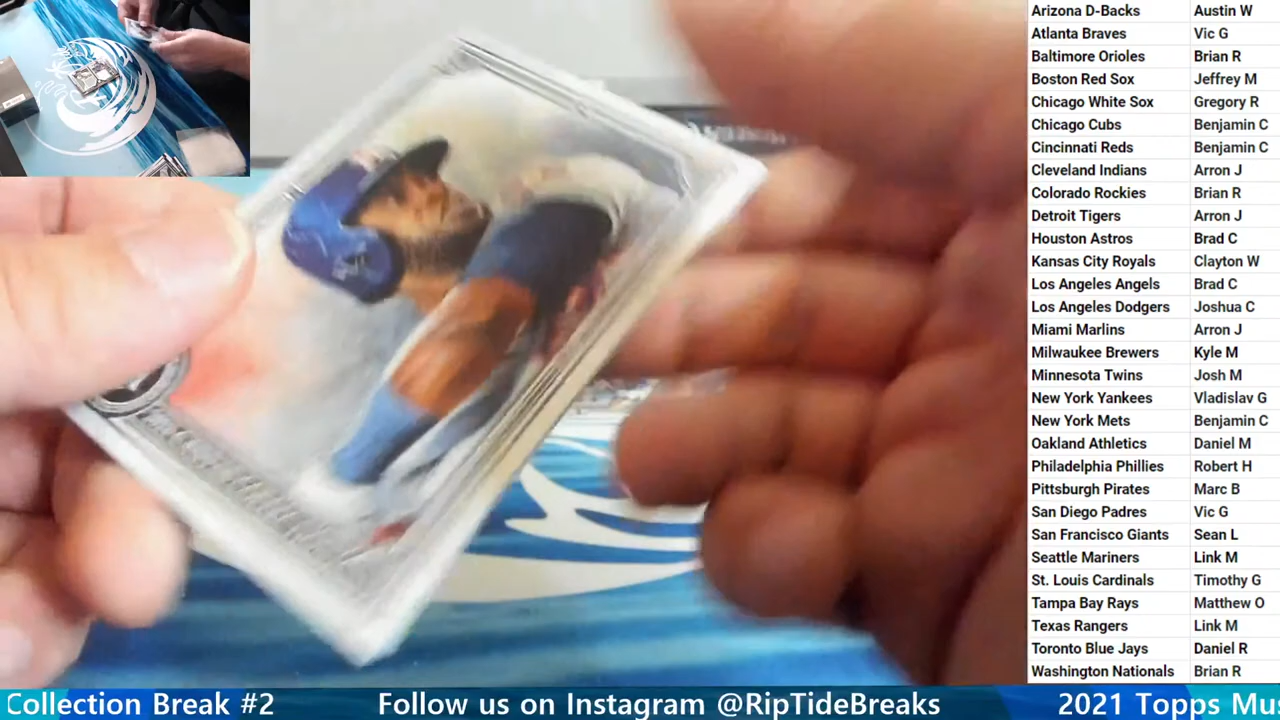 Arizona D-Backs Austin W
Atlanta Braves Vic G
Baltimore Orioles Brian R
Boston Red Sox Jeffrey M
Chicago White Sox Gregory R
Chicago Cubs Benjamin C
Cincinnati Reds Benjamin C
Cleveland Indians Arron J
Colorado Rockies Brian R
Detroit Tigers Arron J
Houston Astros Brad C
Kansas City Royals Clayton W
Los Angeles Angels Brad C
Los Angeles Dodgers Joshua C
Miami Marlins Arron J
Milwaukee Brewers Kyle M
Minnesota Twins Josh M
New York Yankees Vladislav G
New York Mets Benjamin C
Oakland Athletics Daniel M
Philadelphia Phillies Robert H
Pittsburgh Pirates Marc B
San Diego Padres Vic G
San Francisco Giants Sean L
Seattle Mariners Link M
St. Louis Cardinals Timothy G
Tampa Bay Rays Matthew O
Texas Rangers Link M
Toronto Blue Jays Daniel R
Washington Nationals Brian R
Collection Break #2 Follow us on Instagram @RipTideBreaks 2021 Topps Mus